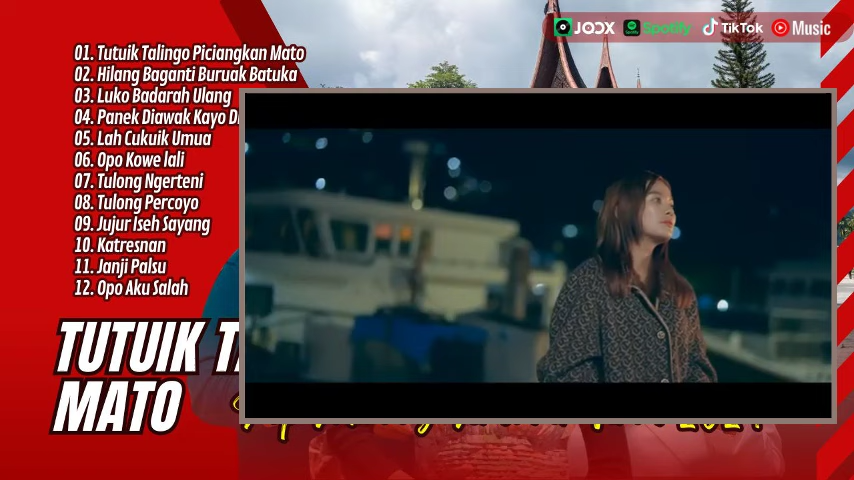 JOOX Spotify TikTok Music
01. Tutuik Talingo Piciangkan Mato
02. Hilang Baganti Buruak Batuka
03. Luko Badarah Ulang
04. Panek Diawak Kayo
05. Lah Cukuik Umua
06. Opo Kowe lali
07. Tulong Ngerteni
08. Tulong Percoyo
09. Jujur Iseh Sayang
10. Katresnan
11. Janji Palsu
12. Opo Aku Salah
TUTUIK
MATO
2024